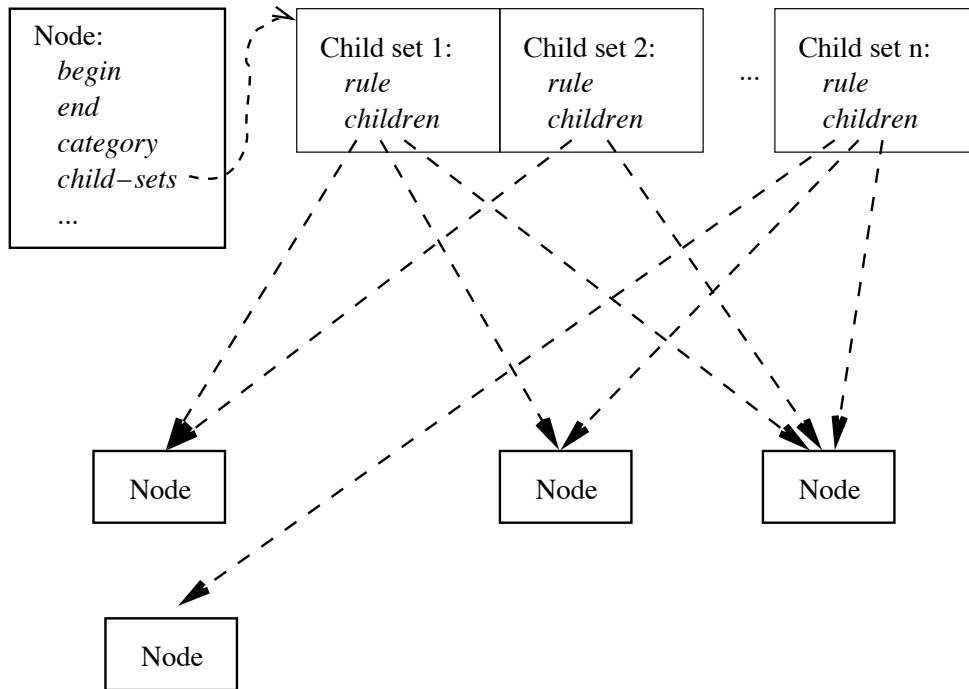 Node:
begin
end
category
child–sets
...
Child set 1:
rule
children
Child set 2:
rule
children
...
Child set n:
rule
children
Node
Node
Node
Node